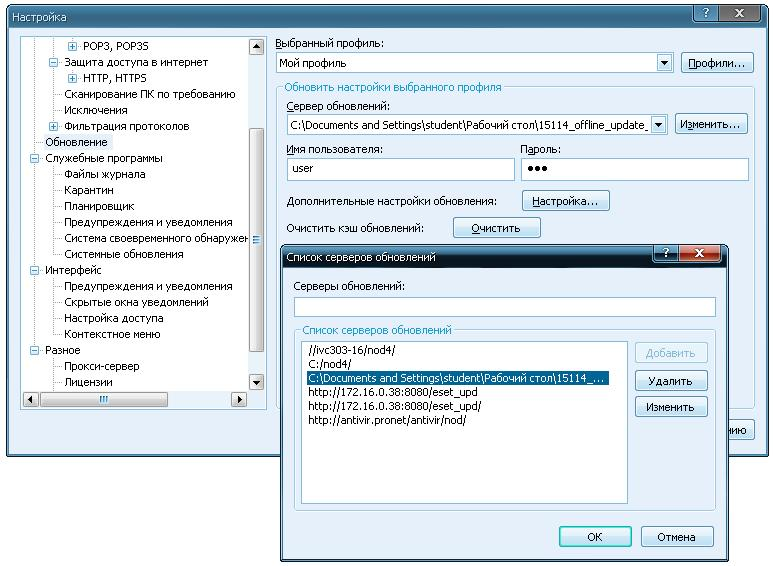 Настройка
POP3, POP3S
Защита доступа в интернет
HTTP, HTTPS
Сканирование ПК по требованию
Исключения
Фильтрация протоколов
Обновление
Служебные программы
Файлы журнала
Карантин
Планировщик
Предупреждения и уведомления
Система своевременного обнаружен
Системные обновления
Интерфейс
Предупреждения и уведомления
Скрытые окна уведомлений
Настройка доступа
Контекстное меню
Разное
Прокси-сервер
Лицензии
Выбранный профиль:
Мой профиль
Профили...
Обновить настройки выбранного профиля
Сервер обновлений:
C:\Documents and Settings\student\Рабочий стол\15114_offline_update_
Изменить...
Имя пользователя: Пароль:
user ●●●
Дополнительные настройки обновления: Настройка...
Очистить кэш обновлений: Очистить
Список серверов обновлений
Серверы обновлений:
Список серверов обновлений
//ivc303-16/nod4/
C:/nod4/
C:\Documents and Settings\student\Рабочий стол\15114_...
http://172.16.0.38:8080/eset_upd
http://172.16.0.38:8080/eset_upd/
http://antivir.pronet/antivir/nod/
Добавить
Удалить
Изменить
нию
OK Отмена